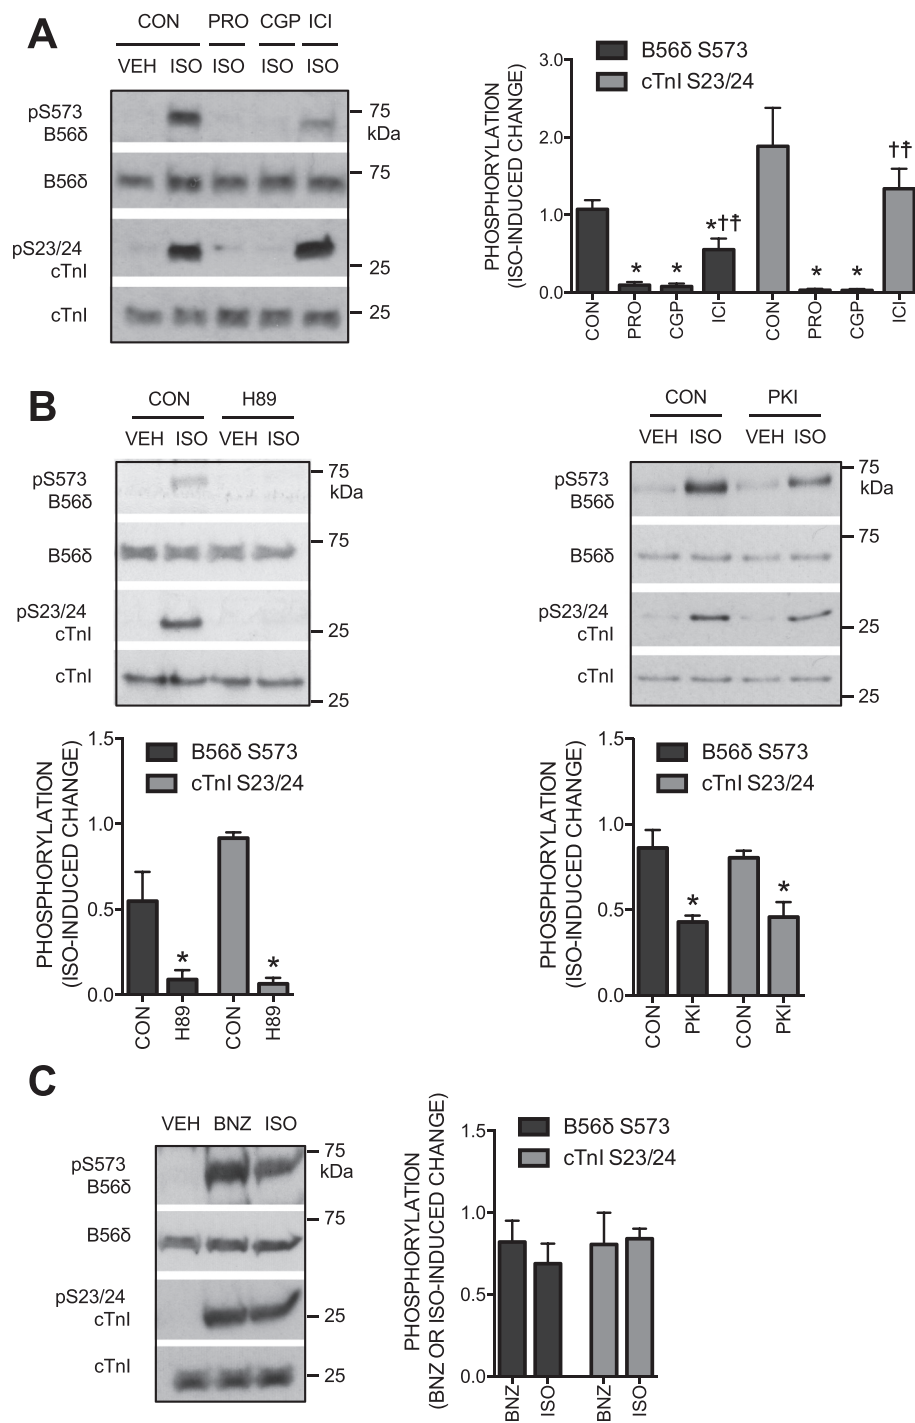 A
CON PRO CGP ICI
VEH ISO ISO ISO ISO
pS573
B56δ
75
kDa
B56δ
75
pS23/24
cTnI
25
cTnI
25
PHOSPHORYLATION
(ISO-INDUCED CHANGE)
B56δ S573
cTnI S23/24
3.0
2.0
1.0
0.0
* * *†‡ * * †‡
CON PRO CGP ICI CON PRO CGP ICI
B
CON H89
VEH ISO VEH ISO
pS573
B56δ
75
kDa
B56δ
75
pS23/24
cTnI
25
cTnI
25
PHOSPHORYLATION
(ISO-INDUCED CHANGE)
B56δ S573
cTnI S23/24
1.5
1.0
0.5
0.0
* *
CON H89 CON H89
CON PKI
VEH ISO VEH ISO
pS573
B56δ
75
kDa
B56δ
75
pS23/24
cTnI
25
cTnI
25
PHOSPHORYLATION
(ISO-INDUCED CHANGE)
B56δ S573
cTnI S23/24
1.5
1.0
0.5
0.0
* *
CON PKI CON PKI
C
VEH BNZ ISO
pS573
B56δ
75
kDa
B56δ
75
pS23/24
cTnI
25
cTnI
25
PHOSPHORYLATION
(BNZ OR ISO-INDUCED CHANGE)
B56δ S573
cTnI S23/24
1.5
1.0
0.5
0.0
BNZ ISO BNZ ISO